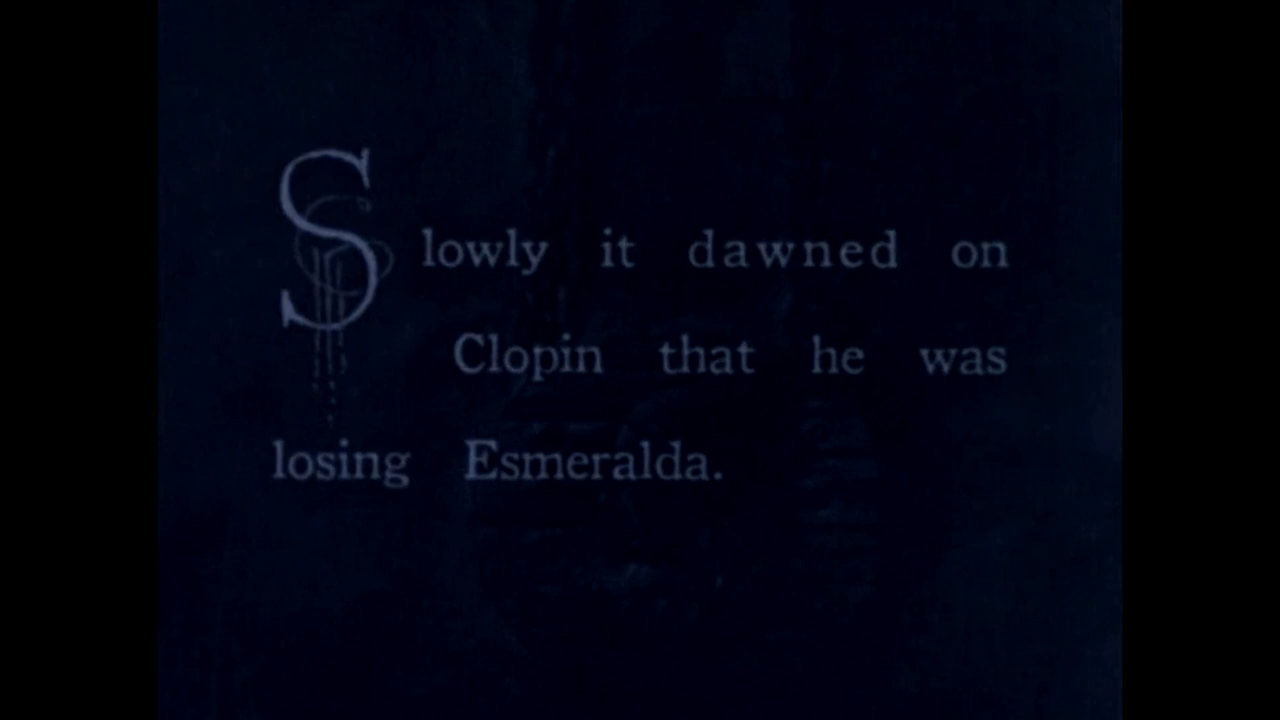 Slowly it dawned on
Clopin that he was
losing Esmeralda.